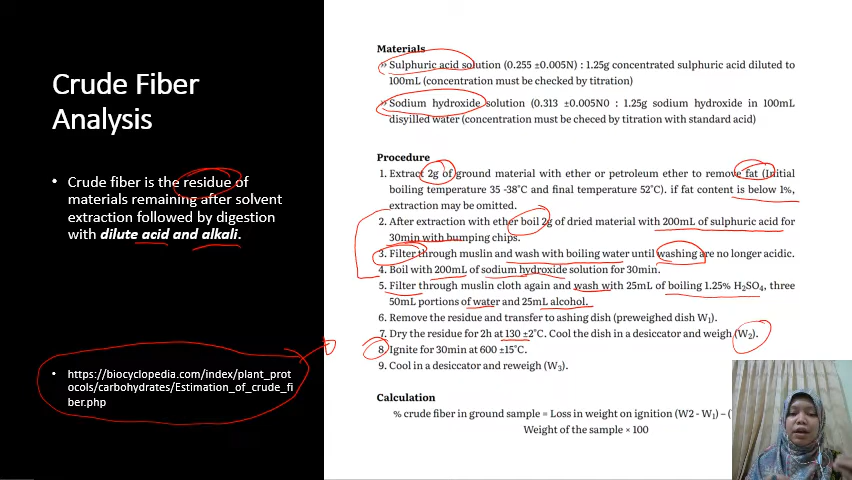 Crude Fiber
Analysis
• Crude fiber is the residue of
materials remaining after solvent
extraction followed by digestion
with dilute acid and alkali.
• https://biocyclopedia.com/index/plant_prot
ocols/carbohydrates/Estimation_of_crude_fi
ber.php
Materials
» Sulphuric acid solution (0.255 ±0.005N) : 1.25g concentrated sulphuric acid diluted to
100mL (concentration must be checked by titration)
» Sodium hydroxide solution (0.313 ±0.005N0 : 1.25g sodium hydroxide in 100mL
disyilled water (concentration must be checed by titration with standard acid)
Procedure
1. Extract 2g of ground material with ether or petroleum ether to remove fat (Initial
boiling temperature 35 -38˚C and final temperature 52˚C). if fat content is below 1%,
extraction may be omitted.
2. After extraction with ether boil 2g of dried material with 200mL of sulphuric acid for
30min with bumping chips.
3. Filter through muslin and wash with boiling water until washing are no longer acidic.
4. Boil with 200mL of sodium hydroxide solution for 30min.
5. Filter through muslin cloth again and wash with 25mL of boiling 1.25% H₂SO₄, three
50mL portions of water and 25mL alcohol.
6. Remove the residue and transfer to ashing dish (preweighed dish W₁).
7. Dry the residue for 2h at 130 ±2˚C. Cool the dish in a desiccator and weigh (W₂).
8. Ignite for 30min at 600 ±15˚C.
9. Cool in a desiccator and reweigh (W₃).
Calculation
% crude fiber in ground sample = Loss in weight on ignition (W2 - W₁) – (
Weight of the sample × 100